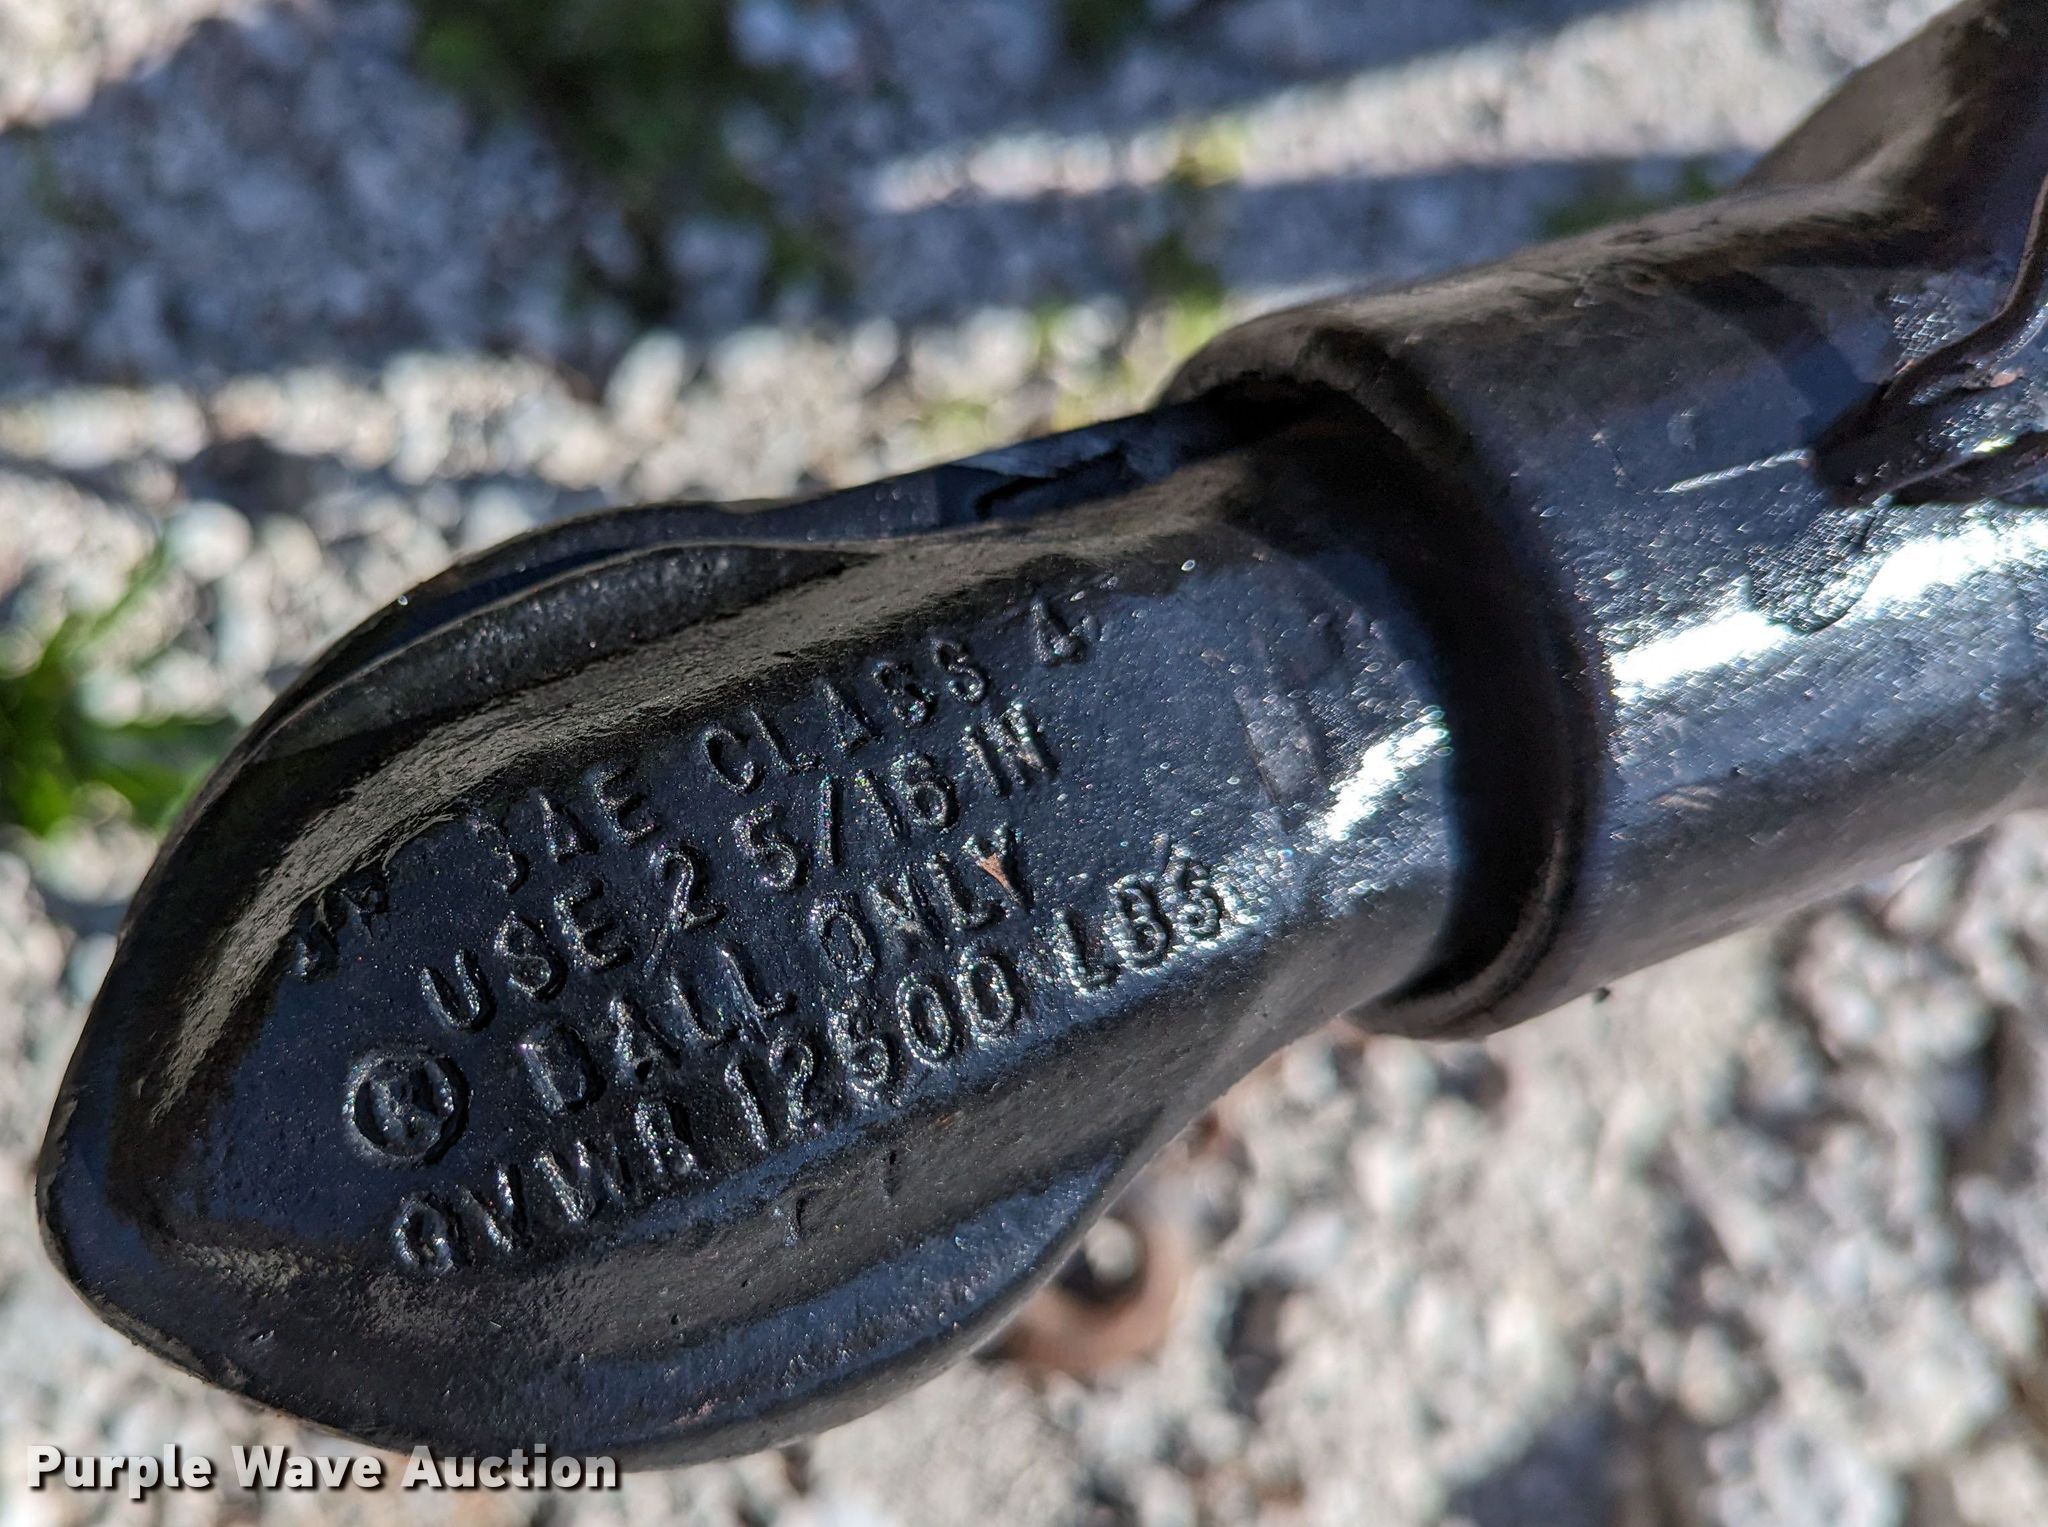 SAE CLASS 4
USE 2 5/16 IN
BALL ONLY
GVWR 12500 LBS
R
Purple Wave Auction